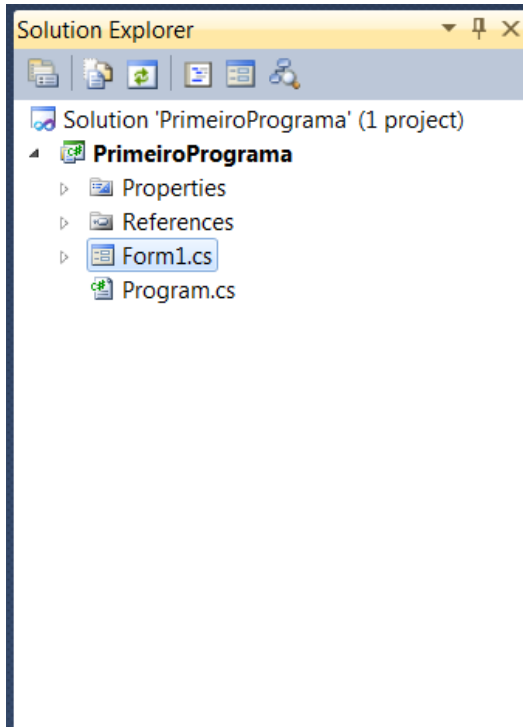 Solution Explorer
Solution 'PrimeiroPrograma' (1 project)
PrimeiroPrograma
Properties
References
Form1.cs
Program.cs